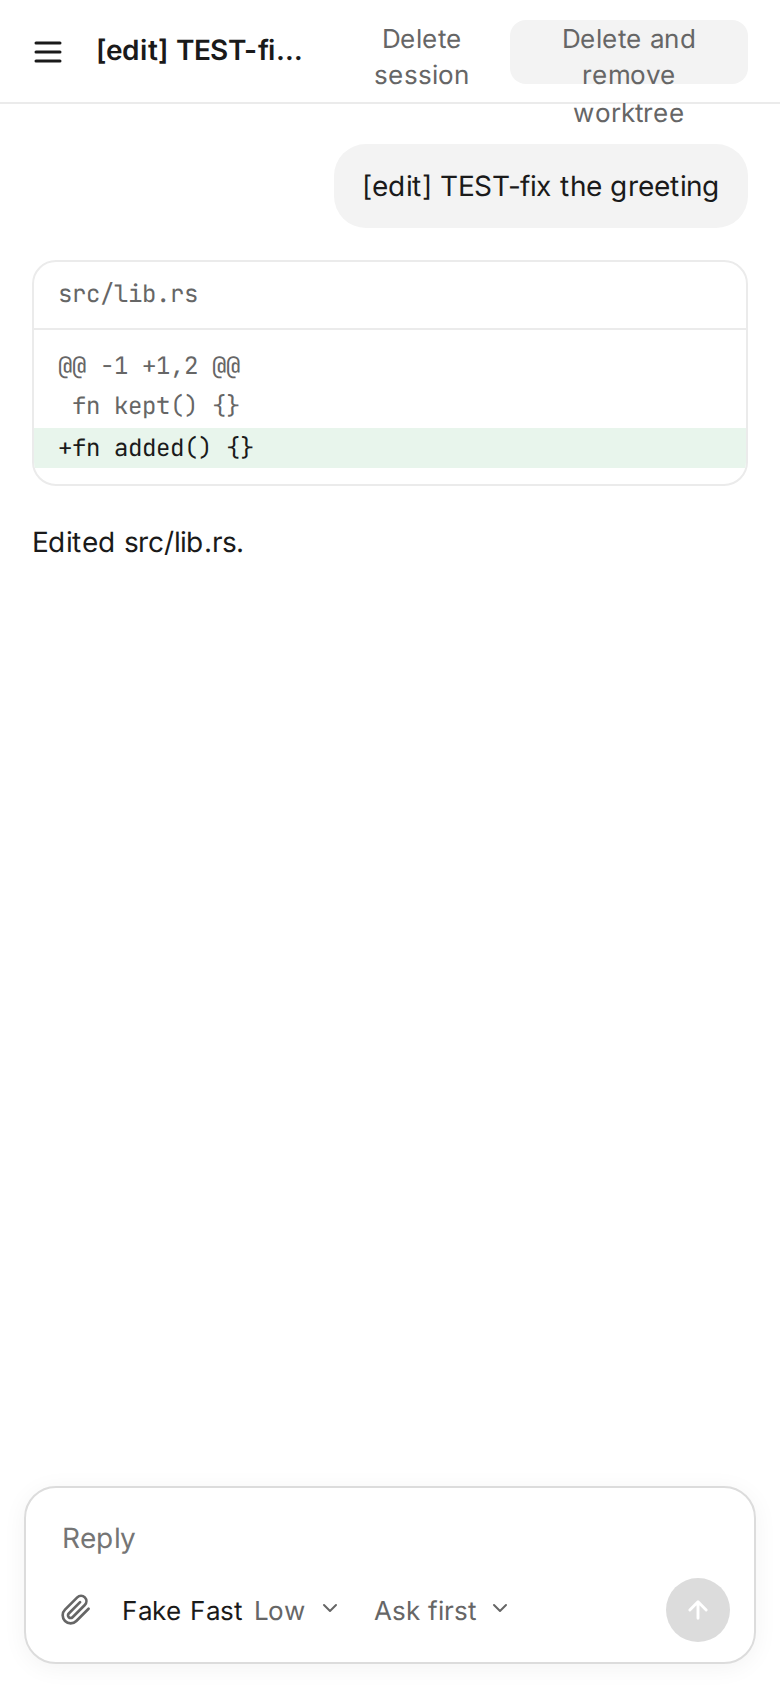 [edit] TEST-fi...
Delete
session
Delete and
remove
worktree
[edit] TEST-fix the greeting
src/lib.rs
@@ -1 +1,2 @@
 fn kept() {}
+fn added() {}
Edited src/lib.rs.
Reply
Fake Fast Low Ask first